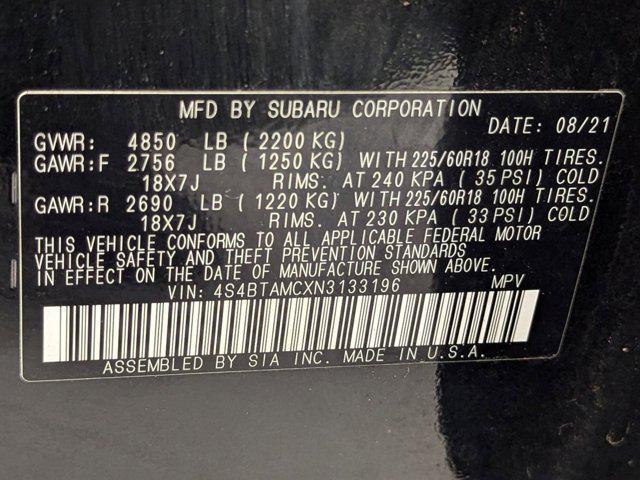 MFD BY SUBARU CORPORATION
DATE: 08/21
GVWR: 4850 LB (2200 KG)
GAWR:F 2756 LB (1250 KG) WITH 225/60R18 100H TIRES.
18X7J RIMS. AT 240 KPA (35 PSI) COLD
GAWR:R 2690 LB (1220 KG) WITH 225/60R18 100H TIRES.
18X7J RIMS. AT 230 KPA (33 PSI) COLD
THIS VEHICLE CONFORMS TO ALL APPLICABLE FEDERAL MOTOR
VEHICLE SAFETY AND THEFT PREVENTION STANDARDS
IN EFFECT ON THE DATE OF MANUFACTURE SHOWN ABOVE.
VIN: 4S4BTAMCXN3133196 MPV
ASSEMBLED BY SIA INC. MADE IN U.S.A.